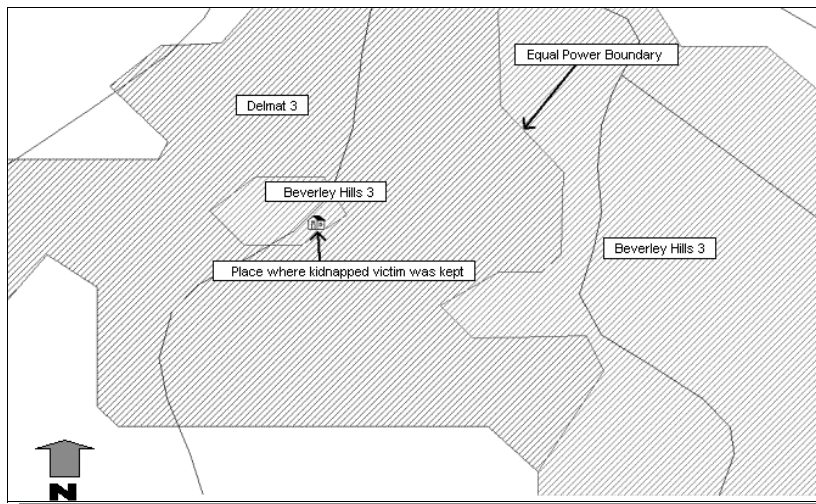 Equal Power Boundary
Delmat 3
Beverley Hills 3
Beverley Hills 3
Place where kidnapped victim was kept
N